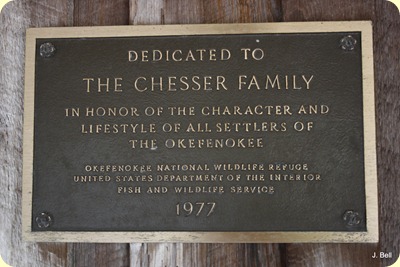 DEDICATED TO
THE CHESSER FAMILY
IN HONOR OF THE CHARACTER AND
LIFESTYLE OF ALL SETTLERS OF
THE OKEFENOKEE
OKEFENOKEE NATIONAL WILDLIFE REFUGE
UNITED STATES DEPARTMENT OF THE INTERIOR
FISH AND WILDLIFE SERVICE
1977
J. Bell